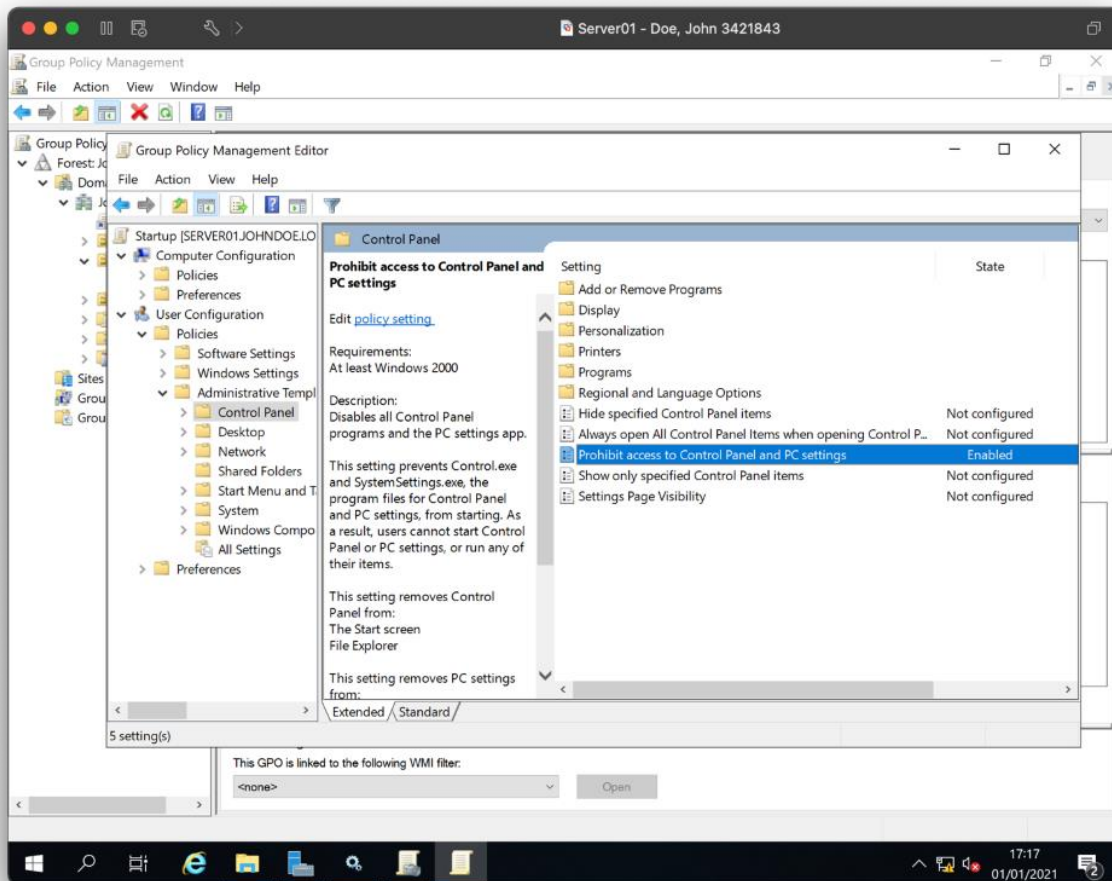 Server01 - Doe, John 3421843
Group Policy Management
File Action View Window Help
Group Policy
Forest: Jo
Dom
Jo
Sites
Grou
Grou
Group Policy Management Editor
File Action View Help
Startup [SERVER01.JOHNDOE.LO
Computer Configuration
Policies
Preferences
User Configuration
Policies
Software Settings
Windows Settings
Administrative Templ
Control Panel
Desktop
Network
Shared Folders
Start Menu and T
System
Windows Compo
All Settings
Preferences
Control Panel
Prohibit access to Control Panel and
PC settings
Edit policy setting
Requirements:
At least Windows 2000
Description:
Disables all Control Panel
programs and the PC settings app.
This setting prevents Control.exe
and SystemSettings.exe, the
program files for Control Panel
and PC settings, from starting. As
a result, users cannot start Control
Panel or PC settings, or run any of
their items.
This setting removes Control
Panel from:
The Start screen
File Explorer
This setting removes PC settings
from:
Setting State
Add or Remove Programs
Display
Personalization
Printers
Programs
Regional and Language Options
Hide specified Control Panel items Not configured
Always open All Control Panel Items when opening Control P... Not configured
Prohibit access to Control Panel and PC settings Enabled
Show only specified Control Panel items Not configured
Settings Page Visibility Not configured
Extended Standard
5 setting(s)
This GPO is linked to the following WMI filter:
<none> Open
17:17
01/01/2021
2